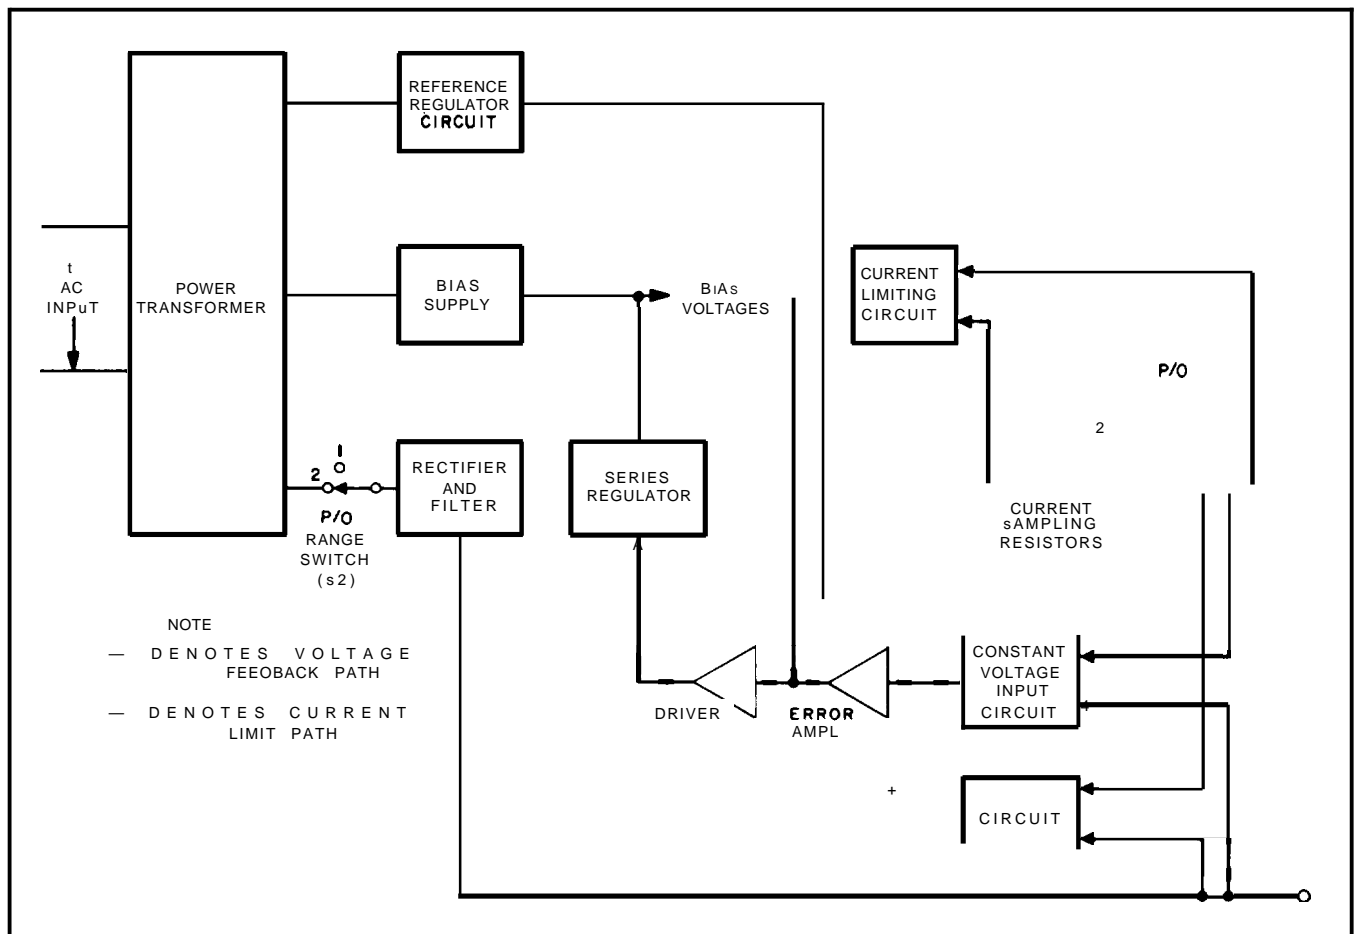 REFERENCE
REGULATOR
CIRCUIT
t
AC
INPuT
POWER
TRANSFORMER
BIAS
SUPPLY
BIAs
VOLTAGES
CURRENT
LIMITING
CIRCUIT
P/O
2
1
2
P/O
RANGE
SWITCH
(s2)
RECTIFIER
AND
FILTER
SERIES
REGULATOR
CURRENT
sAMPLING
RESISTORS
NOTE
— DENOTES VOLTAGE
FEEOBACK PATH
— DENOTES CURRENT
LIMIT PATH
DRIVER
ERROR
AMPL
CONSTANT
VOLTAGE
INPUT
CIRCUIT
+
CIRCUIT